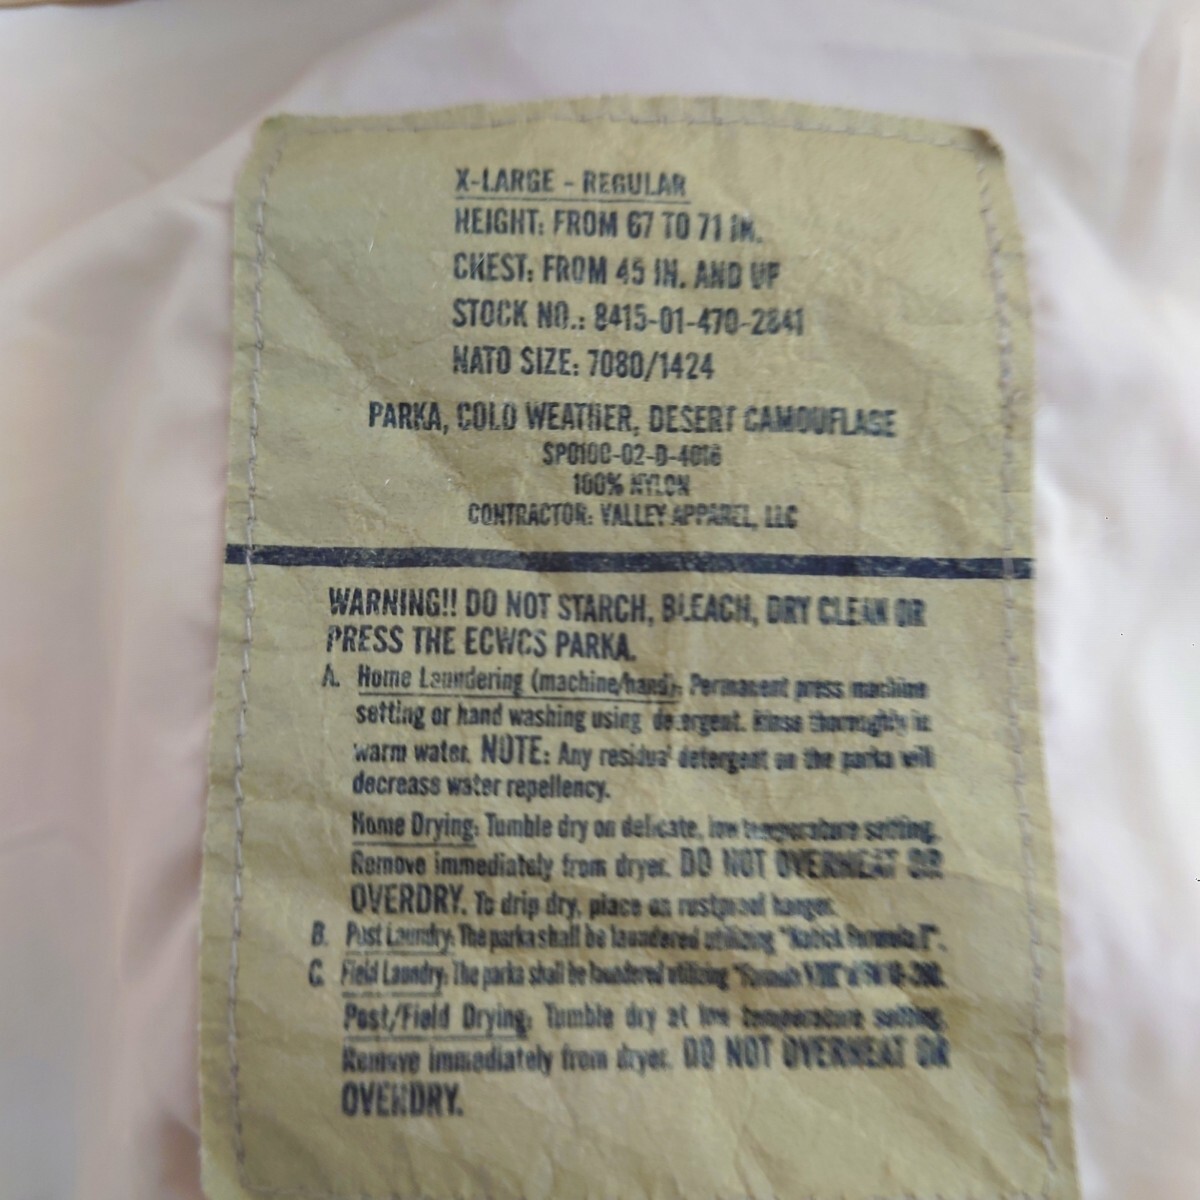 X-LARGE - REGULAR
HEIGHT: FROM 67 TO 71 IN.
CHEST: FROM 45 IN. AND UP
STOCK NO.: 8415-01-470-2841
NATO SIZE: 7080/1424
PARKA, COLD WEATHER, DESERT CAMOUFLAGE
SP0100-02-D-4016
100% NYLON
CONTRACTOR: VALLEY APPAREL, LLC
WARNING!! DO NOT STARCH, BLEACH, DRY CLEAN OR
PRESS THE ECWCS PARKA.
A. Home Laundering (machine/hand): Permanent press machine
setting or hand washing using detergent. Rinse thoroughly in
warm water. NOTE: Any residual detergent on the parka will
decrease water repellency.
Home Drying: Tumble dry on delicate, low temperature setting.
Remove immediately from dryer. DO NOT OVERHEAT OR
OVERDRY. To drip dry, place on rustproof hanger.
B. Post Laundry: The parka shall be laundered utilizing
C. Field Laundry: The parka shall be laundered utilizing
Post/Field Drying: Tumble dry at low temperature setting.
Remove immediately from dryer. DO NOT OVERHEAT OR
OVERDRY.